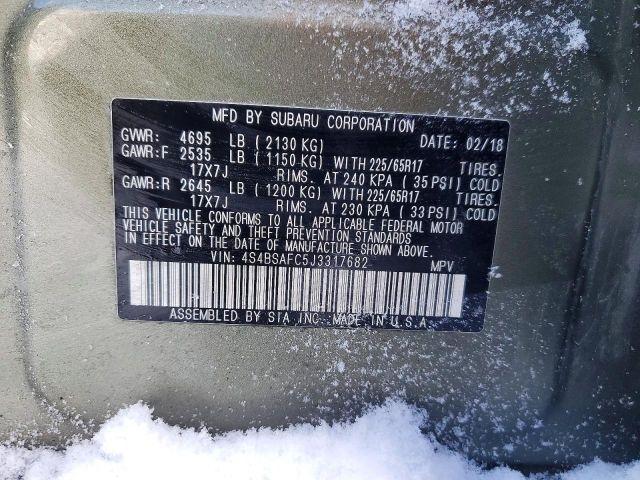 MFD BY SUBARU CORPORATION
GVWR: 4695 LB (2130 KG) DATE: 02/18
GAWR:F 2535 LB (1150 KG) WITH 225/65R17 TIRES.
17X7J RIMS. AT 240 KPA (35 PSI) COLD
GAWR:R 2645 LB (1200 KG) WITH 225/65R17 TIRES.
17X7J RIMS. AT 230 KPA (33 PSI) COLD
THIS VEHICLE CONFORMS TO ALL APPLICABLE FEDERAL MOTOR
VEHICLE SAFETY AND THEFT PREVENTION STANDARDS
IN EFFECT ON THE DATE OF MANUFACTURE SHOWN ABOVE.
VIN: 4S4BSAFC5J3317682 MPV
ASSEMBLED BY SIA INC. MADE IN U.S.A.